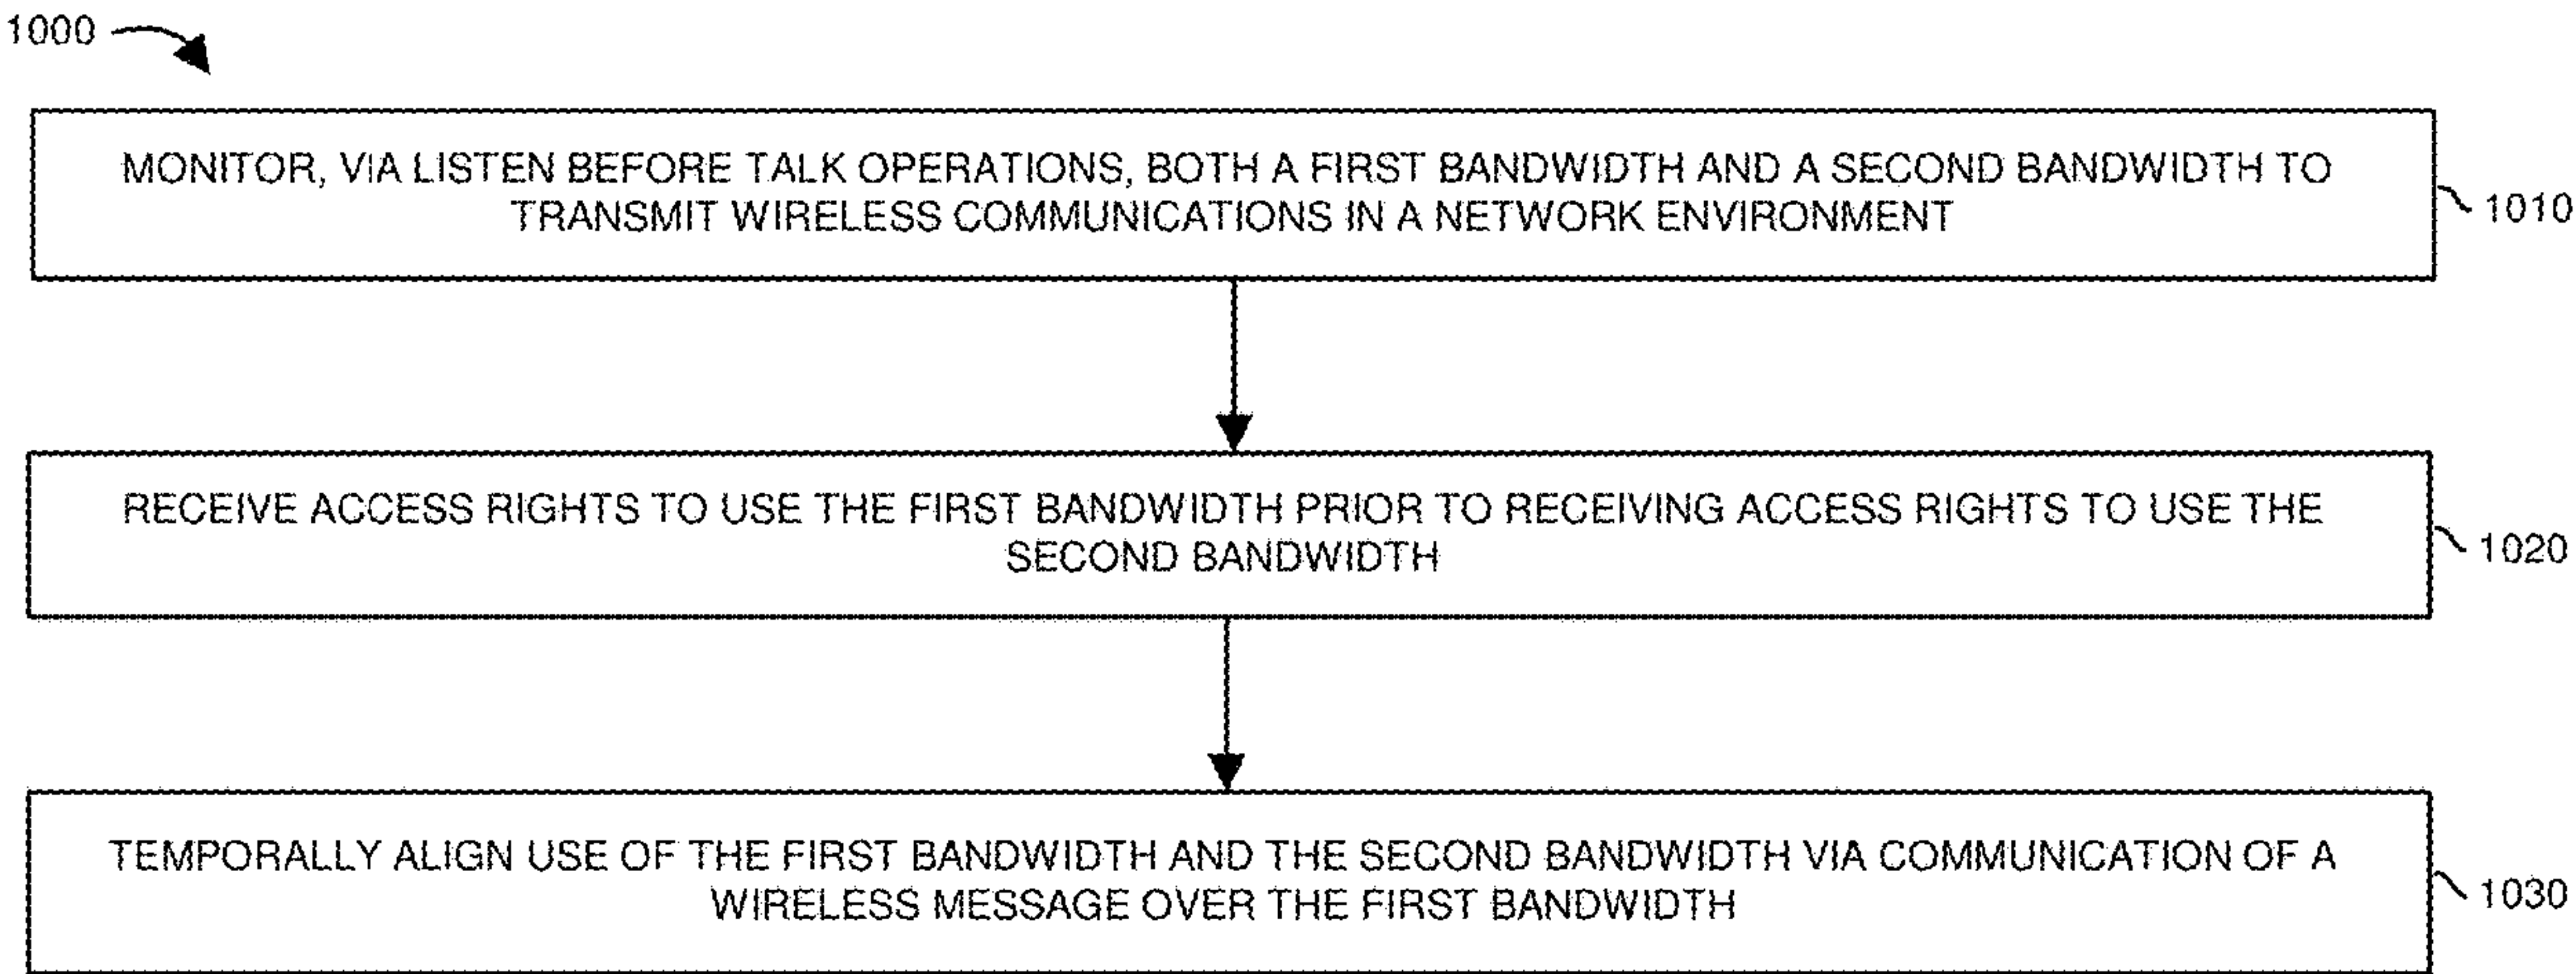 1000
MONITOR, VIA LISTEN BEFORE TALK OPERATIONS, BOTH A FIRST BANDWIDTH AND A SECOND BANDWIDTH TO
TRANSMIT WIRELESS COMMUNICATIONS IN A NETWORK ENVIRONMENT
1010
RECEIVE ACCESS RIGHTS TO USE THE FIRST BANDWIDTH PRIOR TO RECEIVING ACCESS RIGHTS TO USE THE
SECOND BANDWIDTH
1020
TEMPORALLY ALIGN USE OF THE FIRST BANDWIDTH AND THE SECOND BANDWIDTH VIA COMMUNICATION OF A
WIRELESS MESSAGE OVER THE FIRST BANDWIDTH
1030